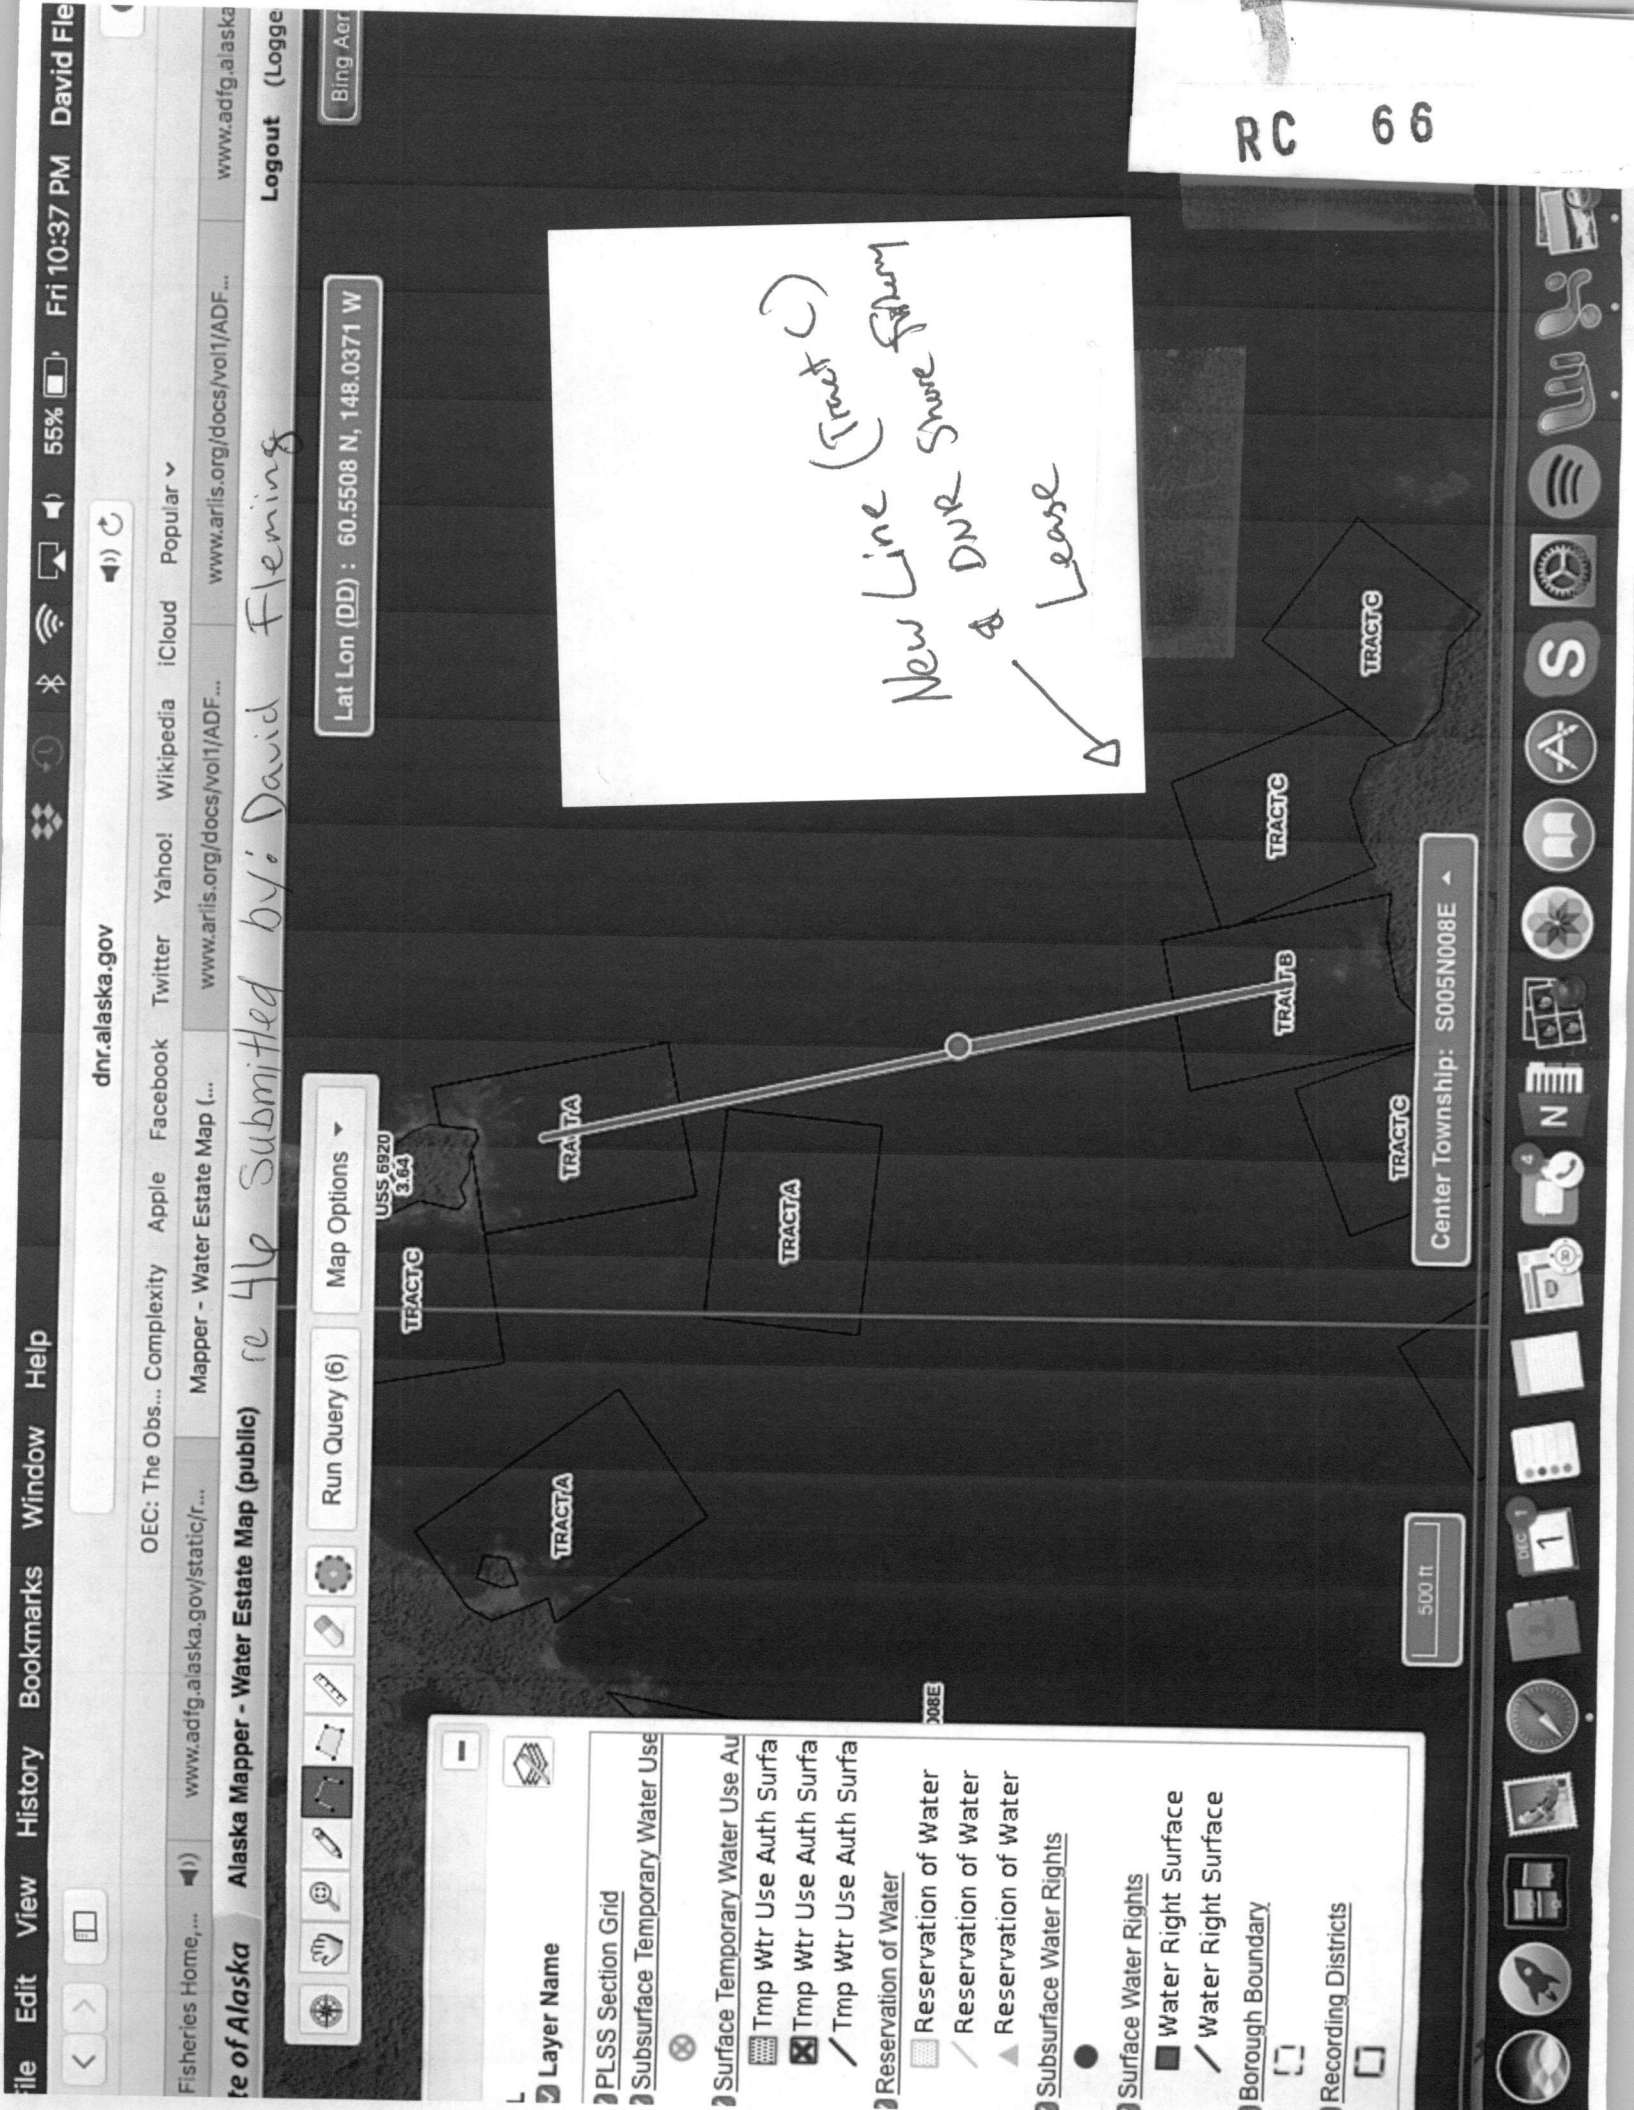 File Edit View History Bookmarks Window Help 55% Fri 10:37 PM David Fle
dnr.alaska.gov
OEC: The Obs... Complexity Apple Facebook Twitter Yahoo! Wikipedia iCloud Popular
Fisheries Home,... www.adfg.alaska.gov/static/r... Mapper - Water Estate Map (... www.arlis.org/docs/vol1/ADF... www.arlis.org/docs/vol1/ADF... www.adfg.alaska
te of Alaska Alaska Mapper - Water Estate Map (public) Logout (Logge
Submitted by: David Fleming
Run Query (6) Map Options
Lat Lon (DD) : 60.5508 N, 148.0371 W
Bing Aer
USS 6920
3.64
TRACT C
TRACT A
TRACT A
TRACT A
New Line (Tract C)
& DNR Shore Fishery
Lease
TRACT B
TRACT C
TRACT C
TRACT C
008E
Layer Name
PLSS Section Grid
Subsurface Temporary Water Use
Surface Temporary Water Use Au
Tmp Wtr Use Auth Surfa
Tmp Wtr Use Auth Surfa
Tmp Wtr Use Auth Surfa
Reservation of Water
Reservation of Water
Reservation of Water
Reservation of Water
Subsurface Water Rights
Surface Water Rights
Water Right Surface
Water Right Surface
Borough Boundary
Recording Districts
500 ft
Center Township: S005N008E
DEC 1
1
4
RC 66